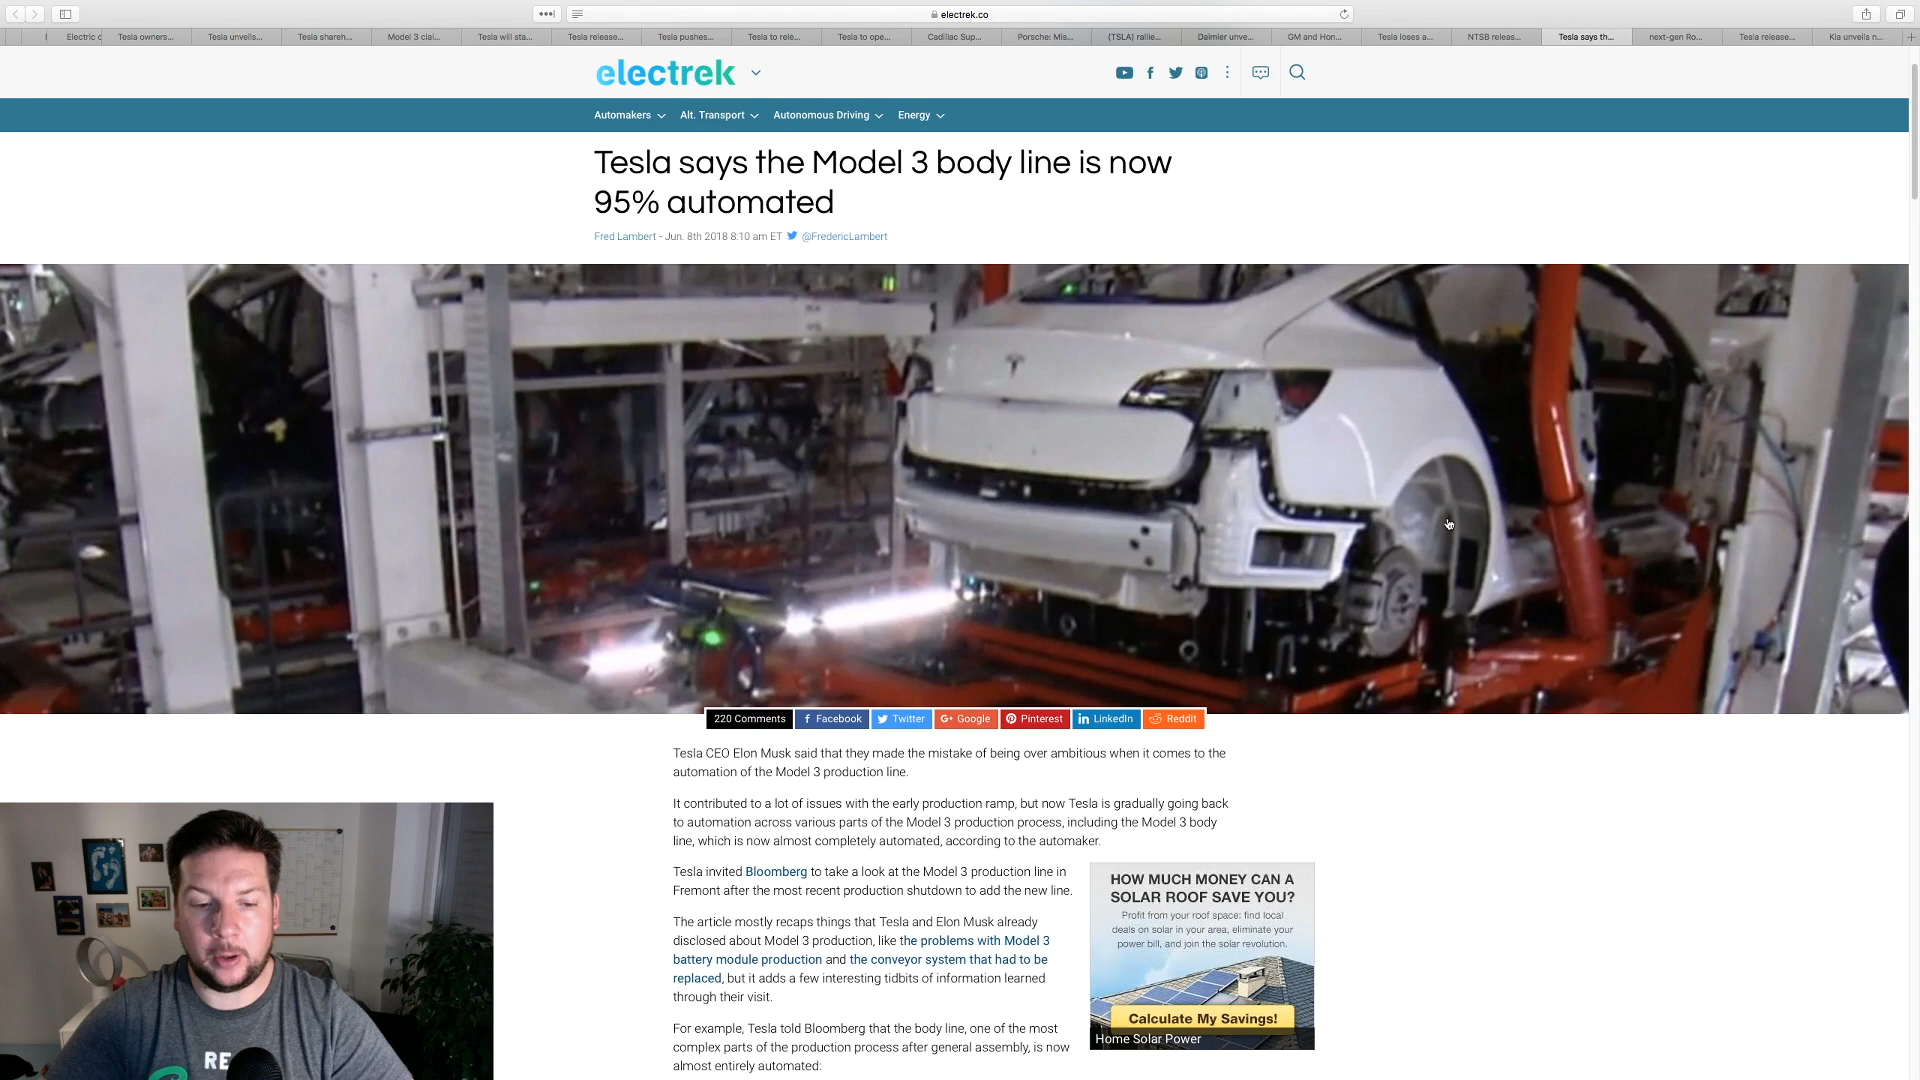 electrek.co
Electric c
Tesla owners...
Tesla unveils...
Tesla shareh...
Model 3 clai...
Tesla will sta...
Tesla release...
Tesla pushes...
Tesla to rele...
Tesla to ope...
Cadillac Sup...
Porsche: Mis...
(TSLA) rallie...
Daimler unve...
GM and Hon...
Tesla loses a...
NTSB releas...
Tesla says th...
next-gen Ro...
Tesla release...
Kia unveils n...
electrek
Automakers
Alt. Transport
Autonomous Driving
Energy
Tesla says the Model 3 body line is now
95% automated
Fred Lambert - Jun. 8th 2018 8:10 am ET @FredericLambert
220 Comments
Facebook
Twitter
G+ Google
Pinterest
in LinkedIn
Reddit
Tesla CEO Elon Musk said that they made the mistake of being over ambitious when it comes to the
automation of the Model 3 production line.
It contributed to a lot of issues with the early production ramp, but now Tesla is gradually going back
to automation across various parts of the Model 3 production process, including the Model 3 body
line, which is now almost completely automated, according to the automaker.
Tesla invited Bloomberg to take a look at the Model 3 production line in
Fremont after the most recent production shutdown to add the new line.
The article mostly recaps things that Tesla and Elon Musk already
disclosed about Model 3 production, like the problems with Model 3
battery module production and the conveyor system that had to be
replaced, but it adds a few interesting tidbits of information learned
through their visit.
For example, Tesla told Bloomberg that the body line, one of the most
complex parts of the production process after general assembly, is now
almost entirely automated:
HOW MUCH MONEY CAN A
SOLAR ROOF SAVE YOU?
Profit from your roof space: find local
deals on solar in your area, eliminate your
power bill, and join the solar revolution.
Calculate My Savings!
Home Solar Power
RE